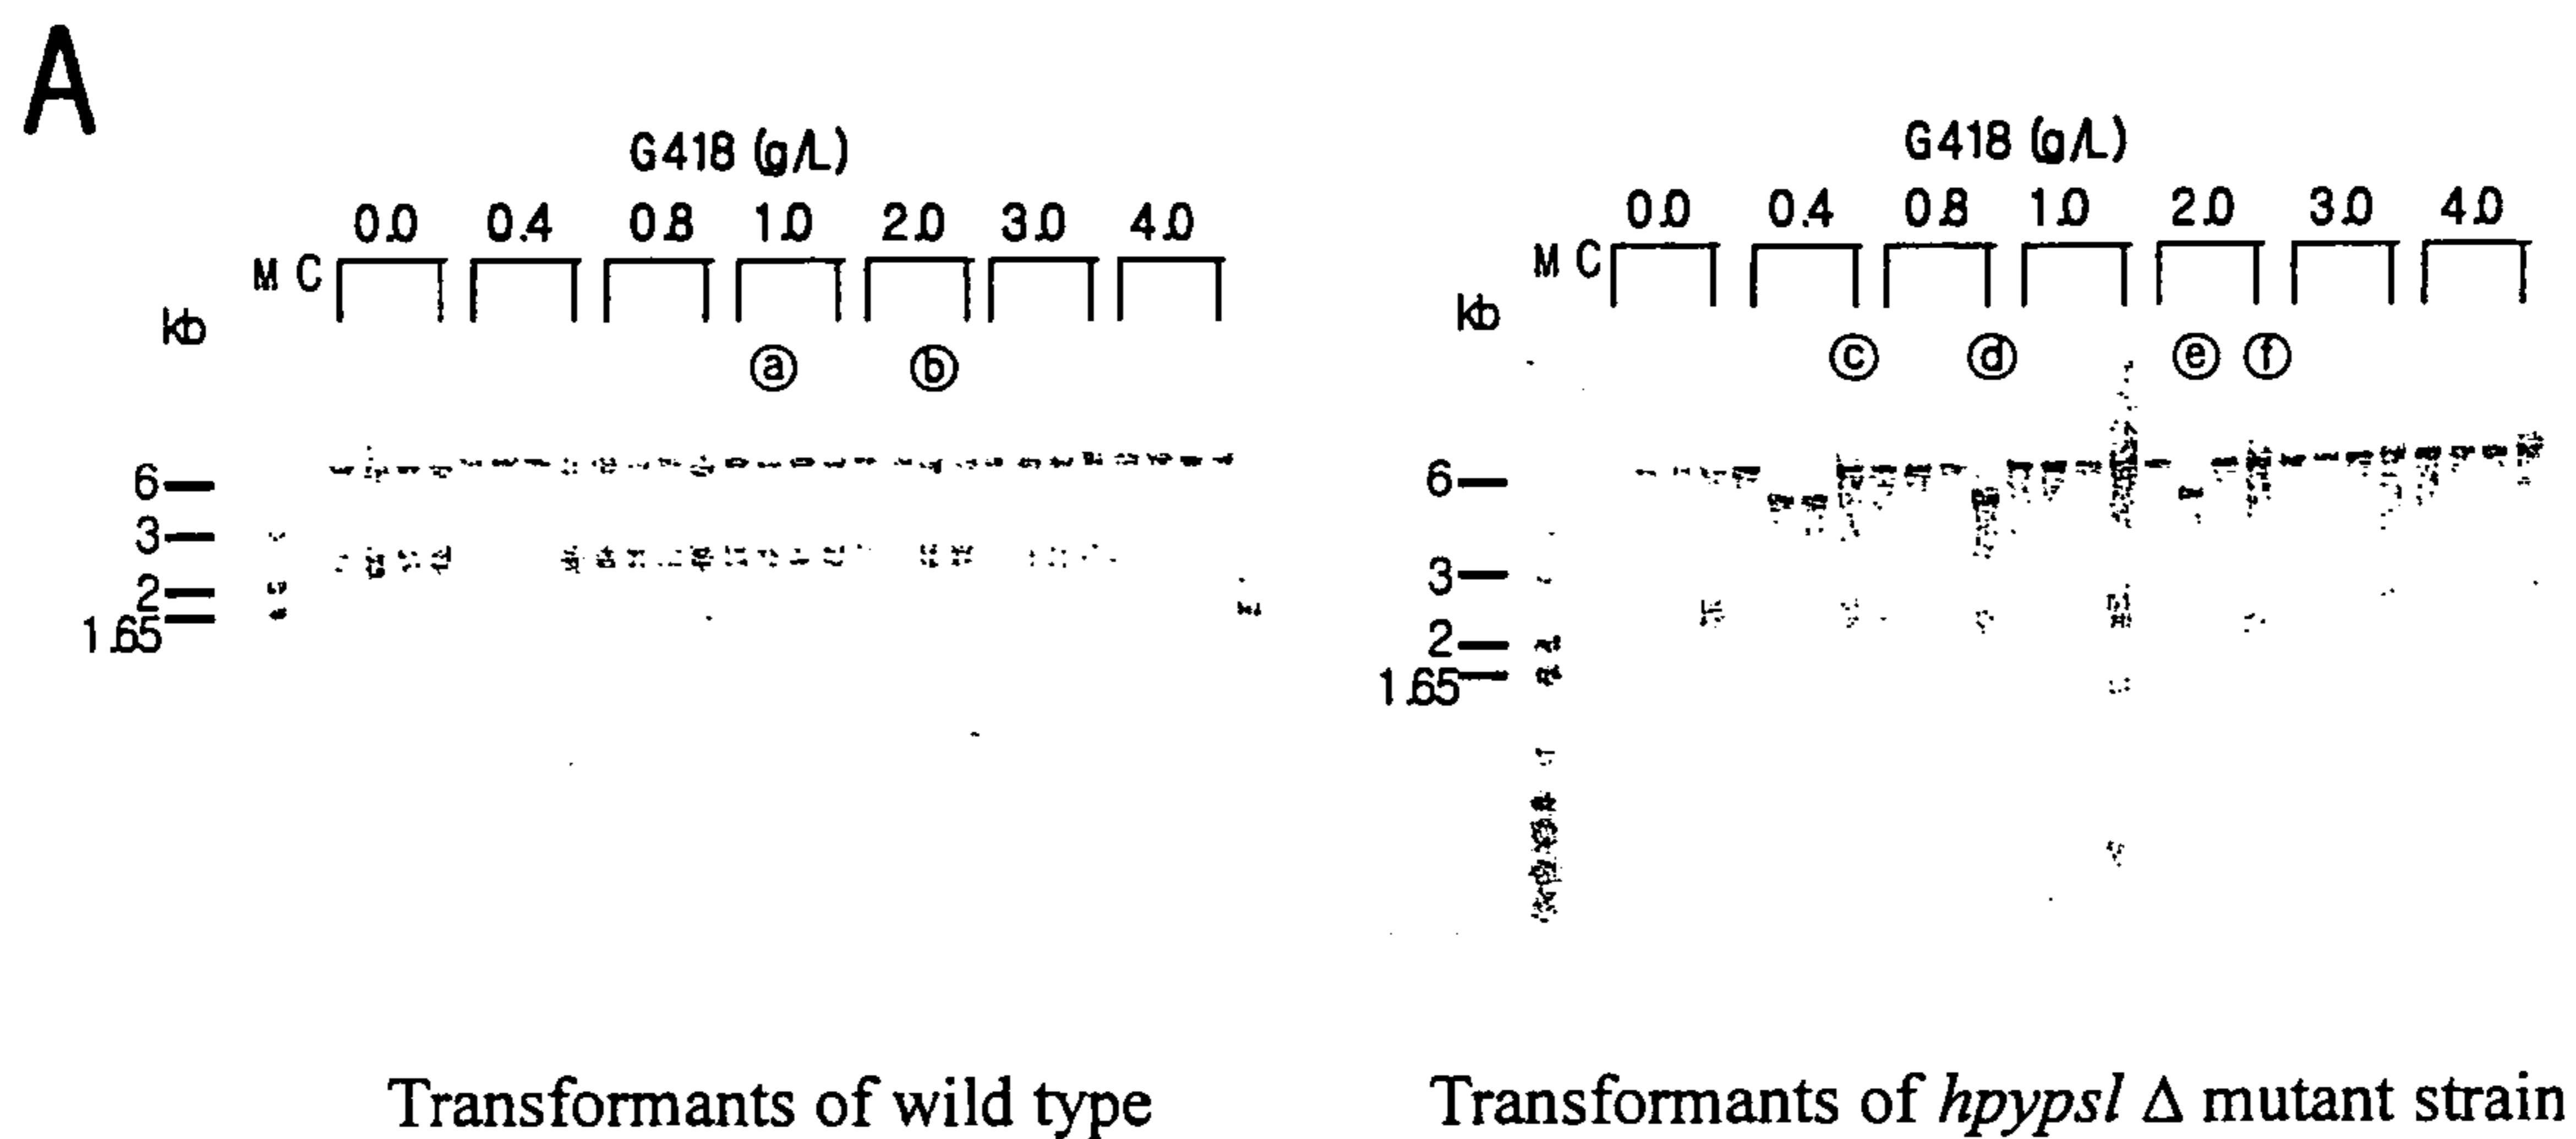 A
G418 (g/L)
0.0 0.4 0.8 1.0 2.0 3.0 4.0
M C
kb
ⓐ ⓑ
6
3
2
1.65
Transformants of wild type
G418 (g/L)
0.0 0.4 0.8 1.0 2.0 3.0 4.0
M C
kb
ⓒ ⓓ ⓔ ⓕ
6
3
2
1.65
Transformants of hpypsl Δ mutant strain